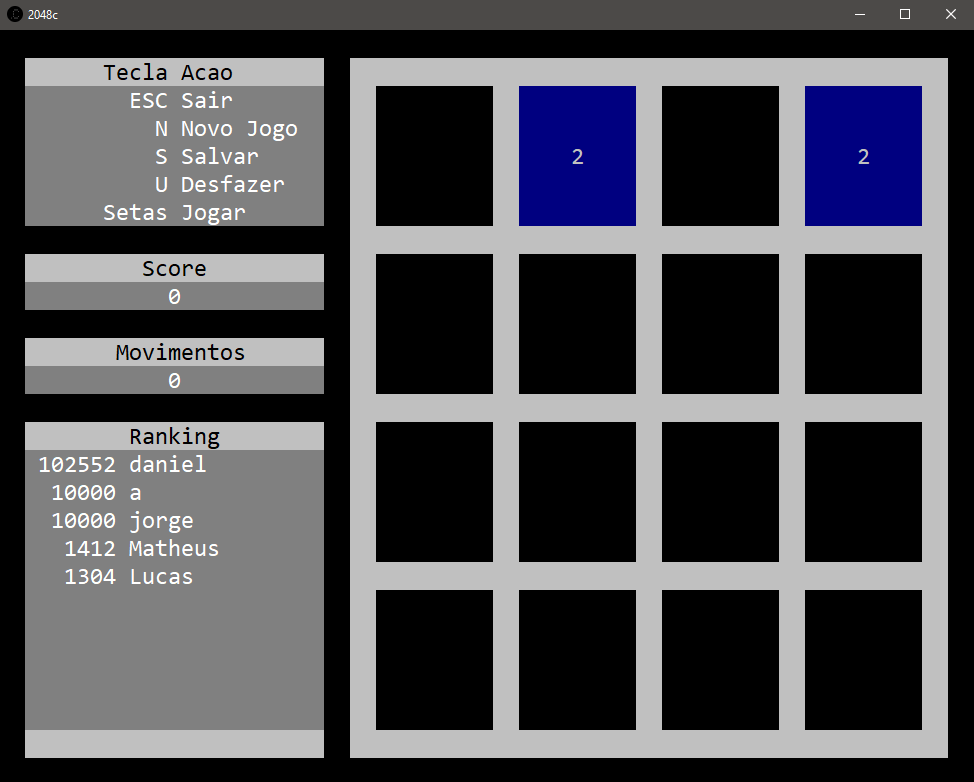 2048c
Tecla Acao
ESC Sair
N Novo Jogo
S Salvar
U Desfazer
Setas Jogar
Score
0
Movimentos
0
Ranking
102552 daniel
10000 a
10000 jorge
1412 Matheus
1304 Lucas
2 2